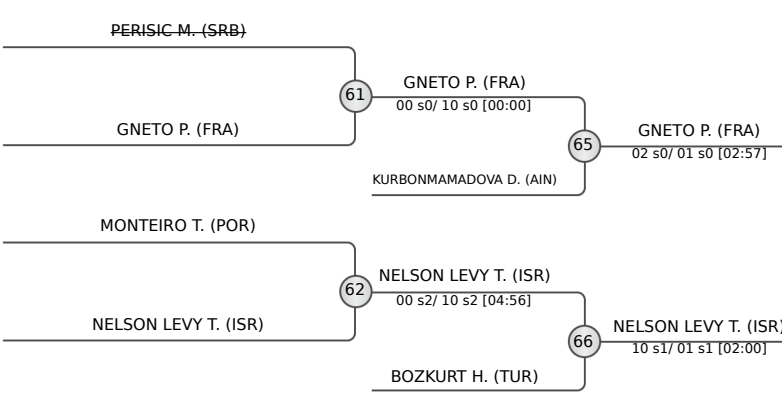 PERISIC M. (SRB)
61
GNETO P. (FRA)
00 s0/ 10 s0 [00:00]
GNETO P. (FRA)
65
GNETO P. (FRA)
02 s0/ 01 s0 [02:57]
KURBONMAMADOVA D. (AIN)
MONTEIRO T. (POR)
62
NELSON LEVY T. (ISR)
00 s2/ 10 s2 [04:56]
NELSON LEVY T. (ISR)
66
NELSON LEVY T. (ISR)
10 s1/ 01 s1 [02:00]
BOZKURT H. (TUR)